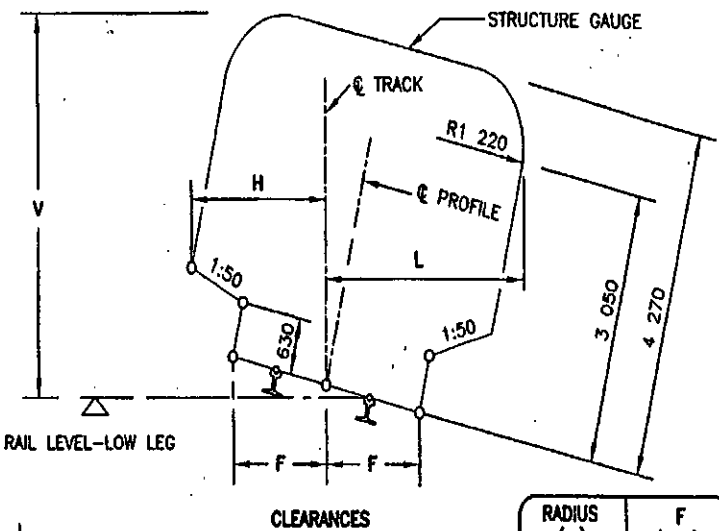 STRUCTURE GAUGE
℄ TRACK
R1 220
V
H
℄ PROFILE
L
1:50
1:50
630
3 050
4 270
RAIL LEVEL-LOW LEG
F
F
CLEARANCES
RADIUS
F